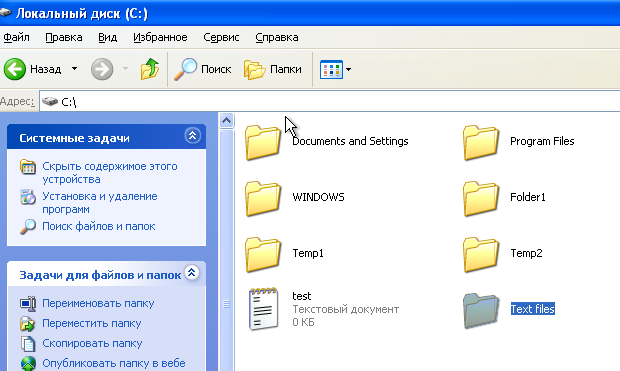 Локальный диск (C:)
Файл Правка Вид Избранное Сервис Справка
Назад Поиск Папки
Адрес: C:\
Системные задачи
Скрыть содержимое этого
устройства
Установка и удаление
программ
Поиск файлов и папок
Задачи для файлов и папок
Переименовать папку
Переместить папку
Скопировать папку
Опубликовать папку в вебе
Documents and Settings
Program Files
WINDOWS
Folder1
Temp1
Temp2
test
Текстовый документ
0 КБ
Text files